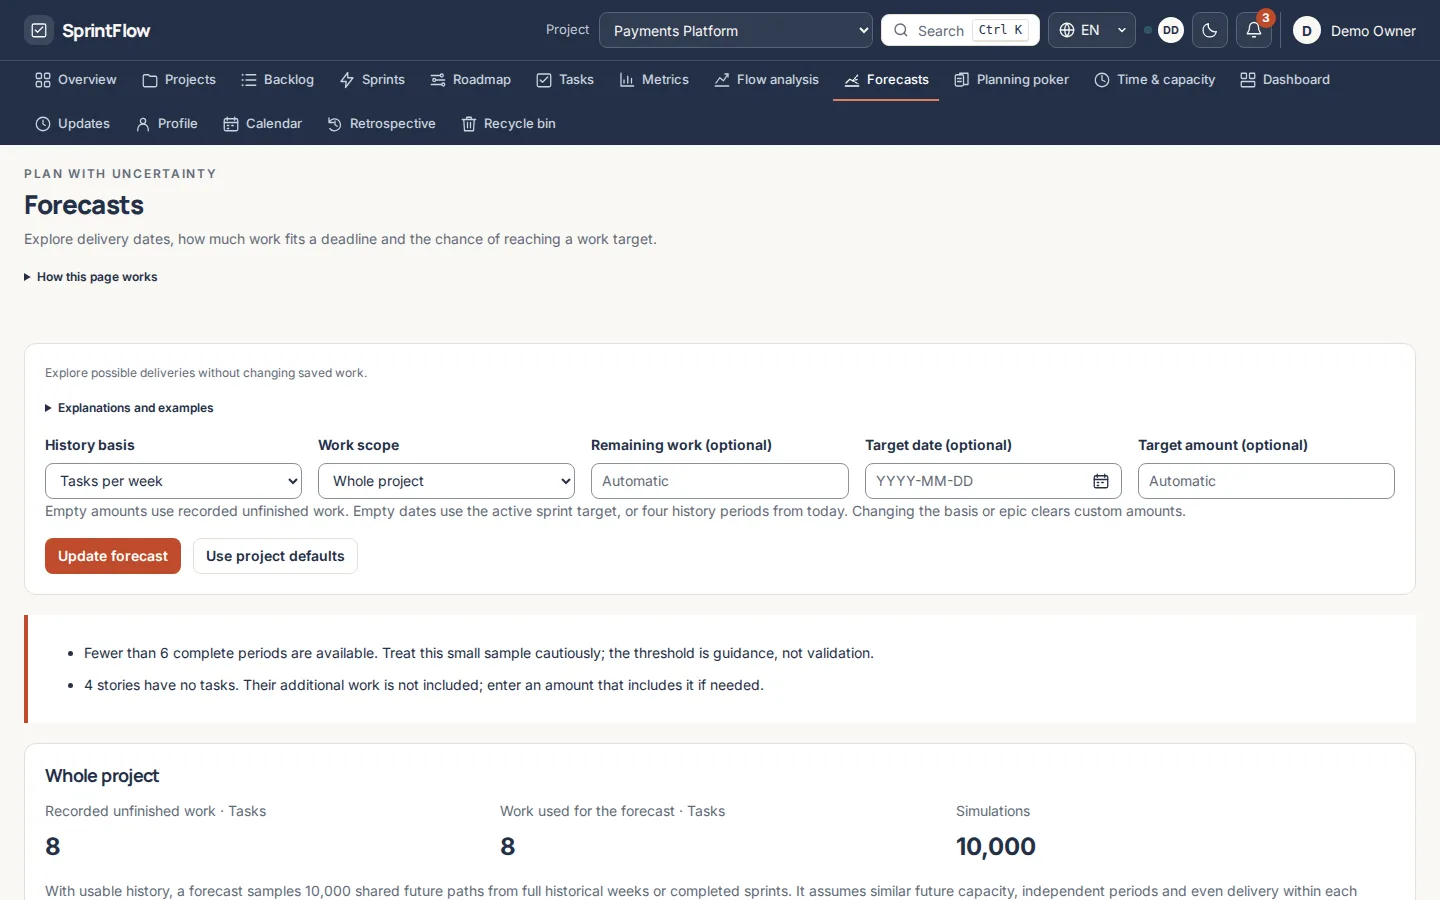 SprintFlow
Project
Payments Platform
Search Ctrl K
EN
DD
3
D
Demo Owner
Overview
Projects
Backlog
Sprints
Roadmap
Tasks
Metrics
Flow analysis
Forecasts
Planning poker
Time & capacity
Dashboard
Updates
Profile
Calendar
Retrospective
Recycle bin
PLAN WITH UNCERTAINTY
Forecasts
Explore delivery dates, how much work fits a deadline and the chance of reaching a work target.
How this page works
Explore possible deliveries without changing saved work.
Explanations and examples
History basis
Work scope
Remaining work (optional)
Target date (optional)
Target amount (optional)
Tasks per week
Whole project
Automatic
YYYY-MM-DD
Automatic
Empty amounts use recorded unfinished work. Empty dates use the active sprint target, or four history periods from today. Changing the basis or epic clears custom amounts.
Update forecast
Use project defaults
Fewer than 6 complete periods are available. Treat this small sample cautiously; the threshold is guidance, not validation.
4 stories have no tasks. Their additional work is not included; enter an amount that includes it if needed.
Whole project
Recorded unfinished work · Tasks
Work used for the forecast · Tasks
Simulations
8
8
10,000
With usable history, a forecast samples 10,000 shared future paths from full historical weeks or completed sprints. It assumes similar future capacity, independent periods and even delivery within each